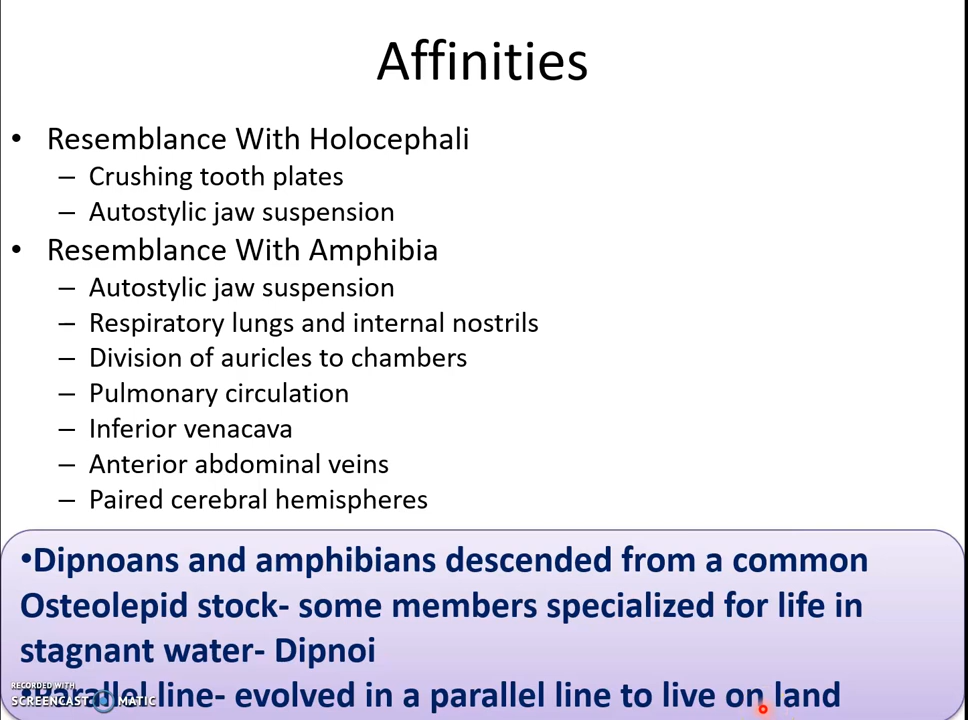 Affinities
• Resemblance With Holocephali
– Crushing tooth plates
– Autostylic jaw suspension
• Resemblance With Amphibia
– Autostylic jaw suspension
– Respiratory lungs and internal nostrils
– Division of auricles to chambers
– Pulmonary circulation
– Inferior venacava
– Anterior abdominal veins
– Paired cerebral hemispheres
•Dipnoans and amphibians descended from a common
Osteolepid stock- some members specialized for life in
stagnant water- Dipnoi
•Parallel line- evolved in a parallel line to live on land
RECORDED WITH
SCREENCAST MATIC